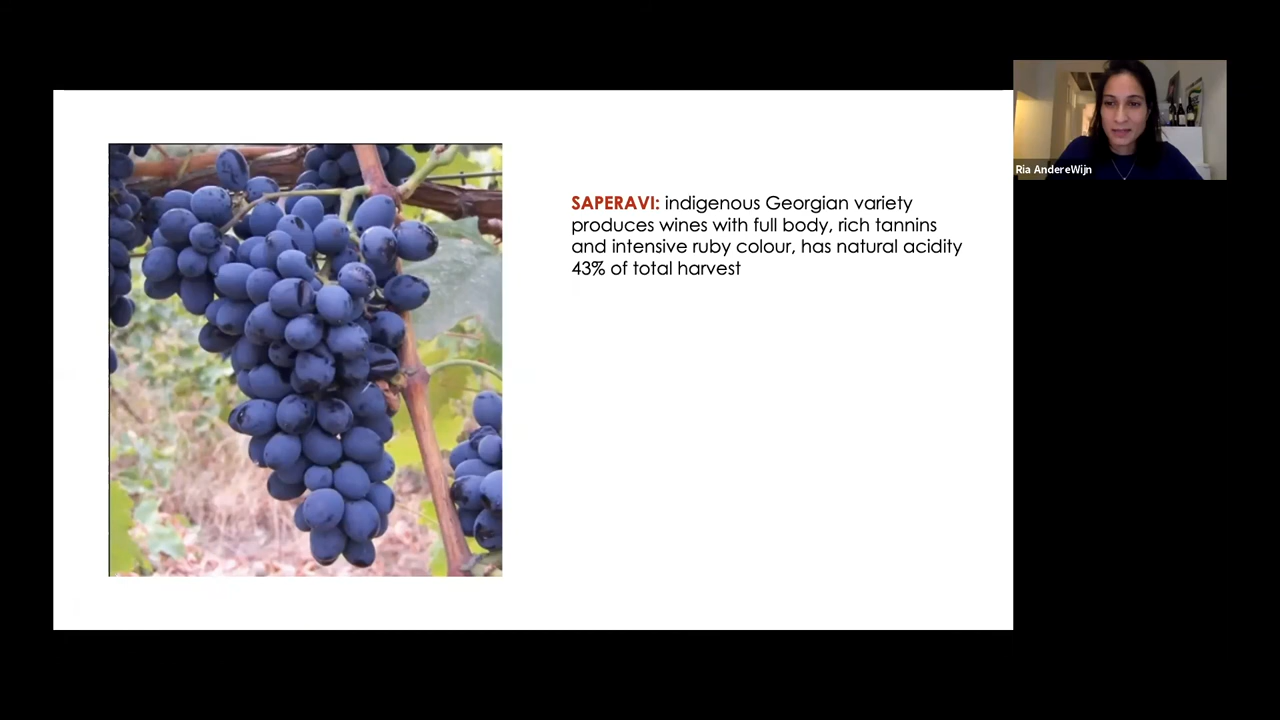 SAPERAVI: indigenous Georgian variety
produces wines with full body, rich tannins
and intensive ruby colour, has natural acidity
43% of total harvest
Ria AndereWijn